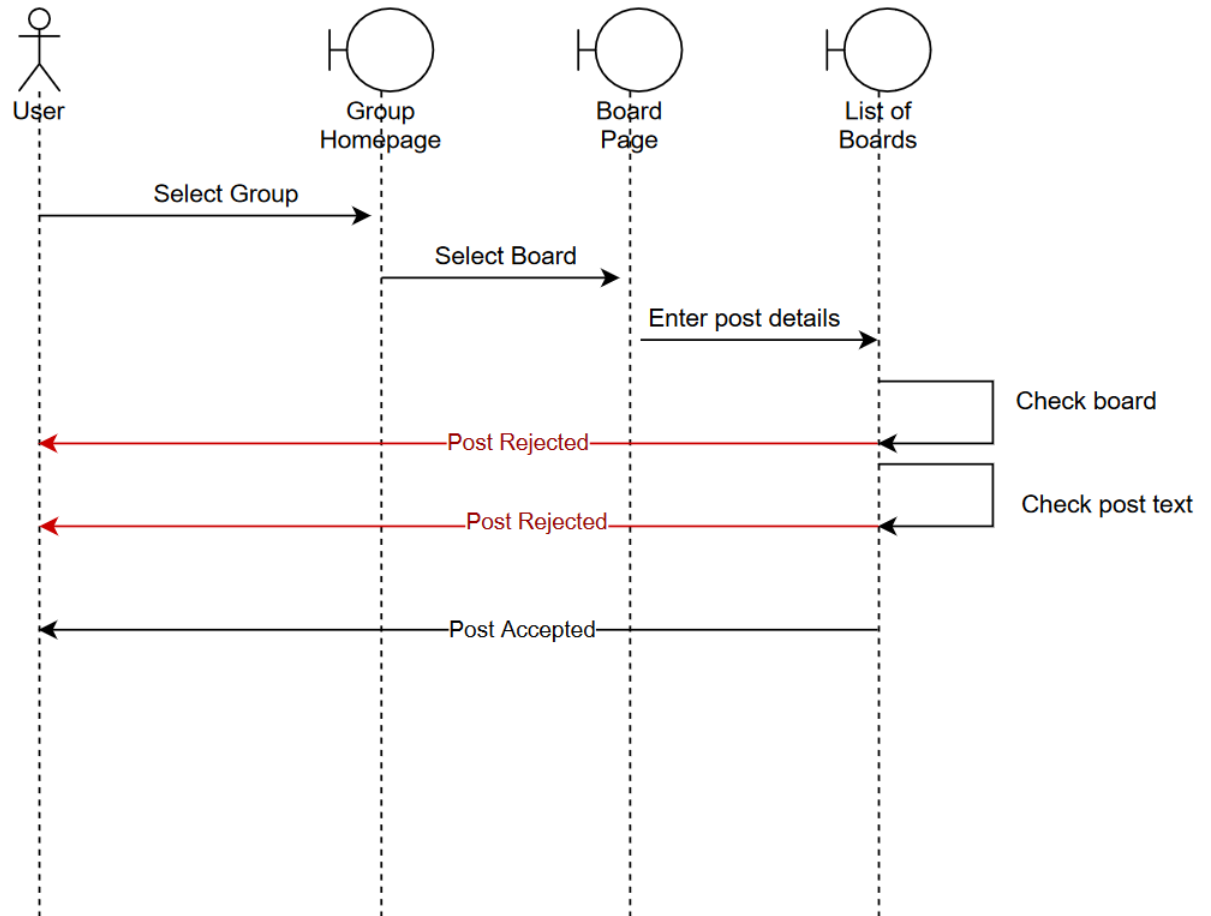 User
Group
Homepage
Board
Page
List of
Boards
Select Group
Select Board
Enter post details
Check board
Post Rejected
Check post text
Post Rejected
Post Accepted